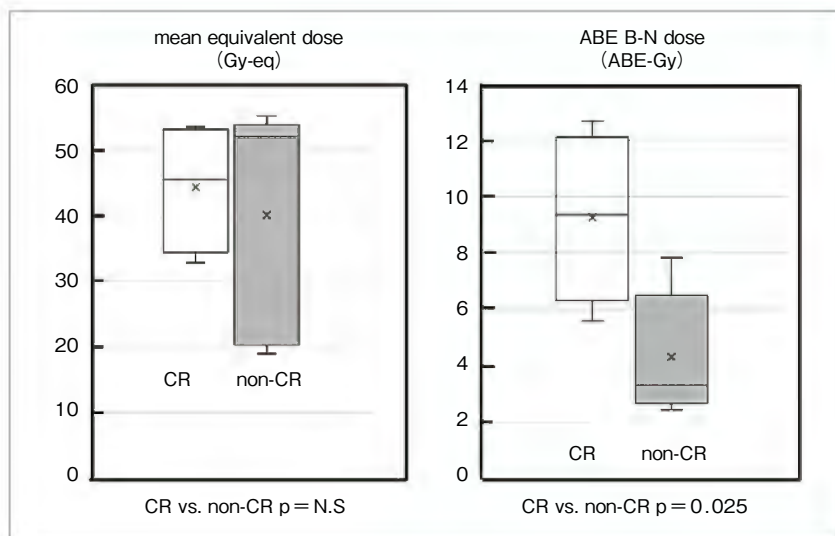 mean equivalent dose
(Gy-eq)
60
50
40
30
20
10
0
CR
non-CR
CR vs. non-CR p＝N.S
ABE B-N dose
(ABE-Gy)
14
12
10
8
6
4
2
0
CR
non-CR
CR vs. non-CR p＝0.025